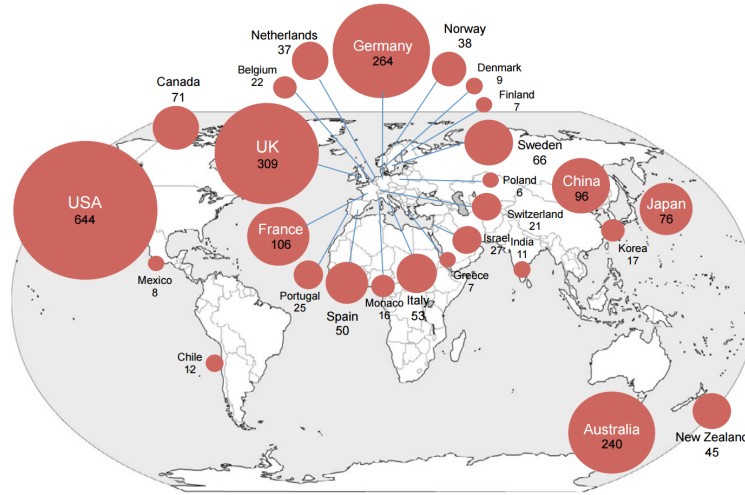 Netherlands
37
Germany
264
Norway
38
Belgium
22
Denmark
9
Finland
7
Canada
71
UK
309
Sweden
66
USA
644
Poland
6
China
96
Switzerland
21
Japan
76
France
106
Israel
27
India
11
Korea
17
Mexico
8
Greece
7
Portugal
25
Spain
50
Monaco
16
Italy
53
Chile
12
Australia
240
New Zealand
45